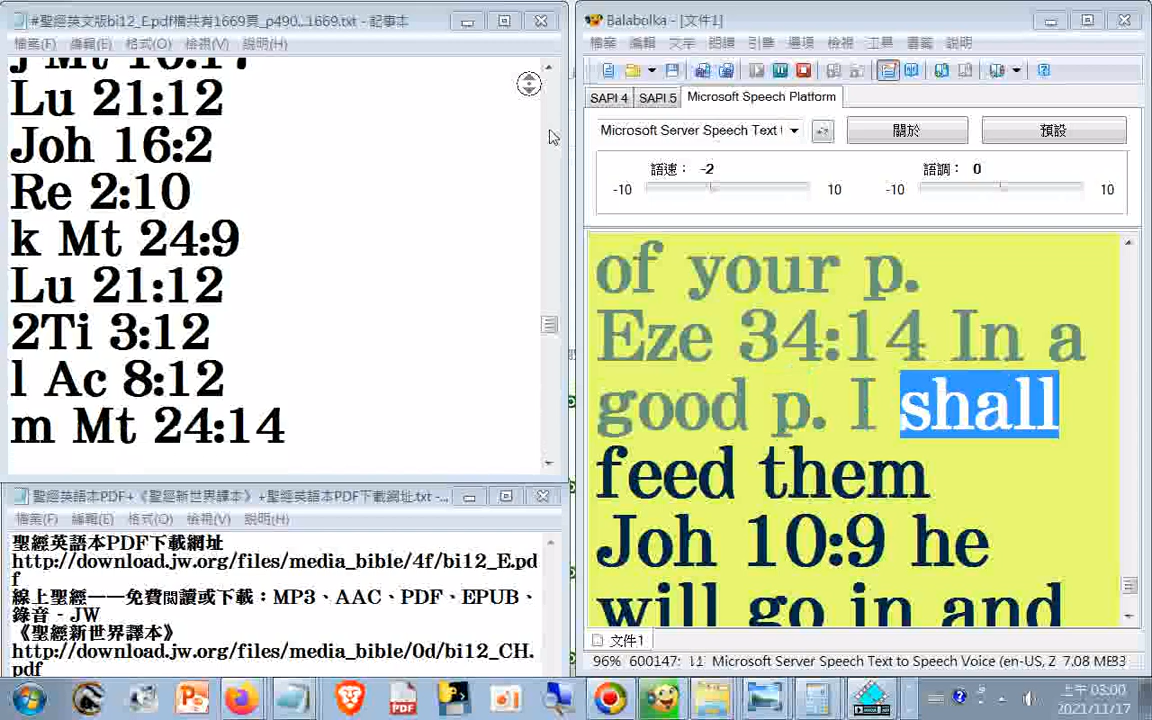 #聖經英文版bi12_E.pdf檔共有1669頁_p490...1669.txt - 記事本
檔案(F) 編輯(E) 格式(O) 檢視(V) 說明(H)
j Mt 10:17
Lu 21:12
Joh 16:2
Re 2:10
k Mt 24:9
Lu 21:12
2Ti 3:12
l Ac 8:12
m Mt 24:14
聖經英語本PDF+《聖經新世界譯本》+聖經英語本PDF下載網址.txt - ...
檔案(F) 編輯(E) 格式(O) 檢視(V) 說明(H)
聖經英語本PDF下載網址
http://download.jw.org/files/media_bible/4f/bi12_E.pd
f
線上聖經——免費閱讀或下載：MP3、AAC、PDF、EPUB、
錄音 - JW
《聖經新世界譯本》
http://download.jw.org/files/media_bible/0d/bi12_CH.
pdf
Balabolka - [文件1]
檔案 編輯 文字 朗讀 引擎 選項 檢視 工具 書籤 說明
SAPI 4 SAPI 5 Microsoft Speech Platform
Microsoft Server Speech Text 關於 預設
語速： -2 語調： 0
-10 10 -10 10
of your p.
Eze 34:14 In a
good p. I shall
feed them
Joh 10:9 he
will go in and
文件1
96% 600147: 11 Microsoft Server Speech Text to Speech Voice (en-US, Z 7.08 MB33
上午 03:00
2021/11/17